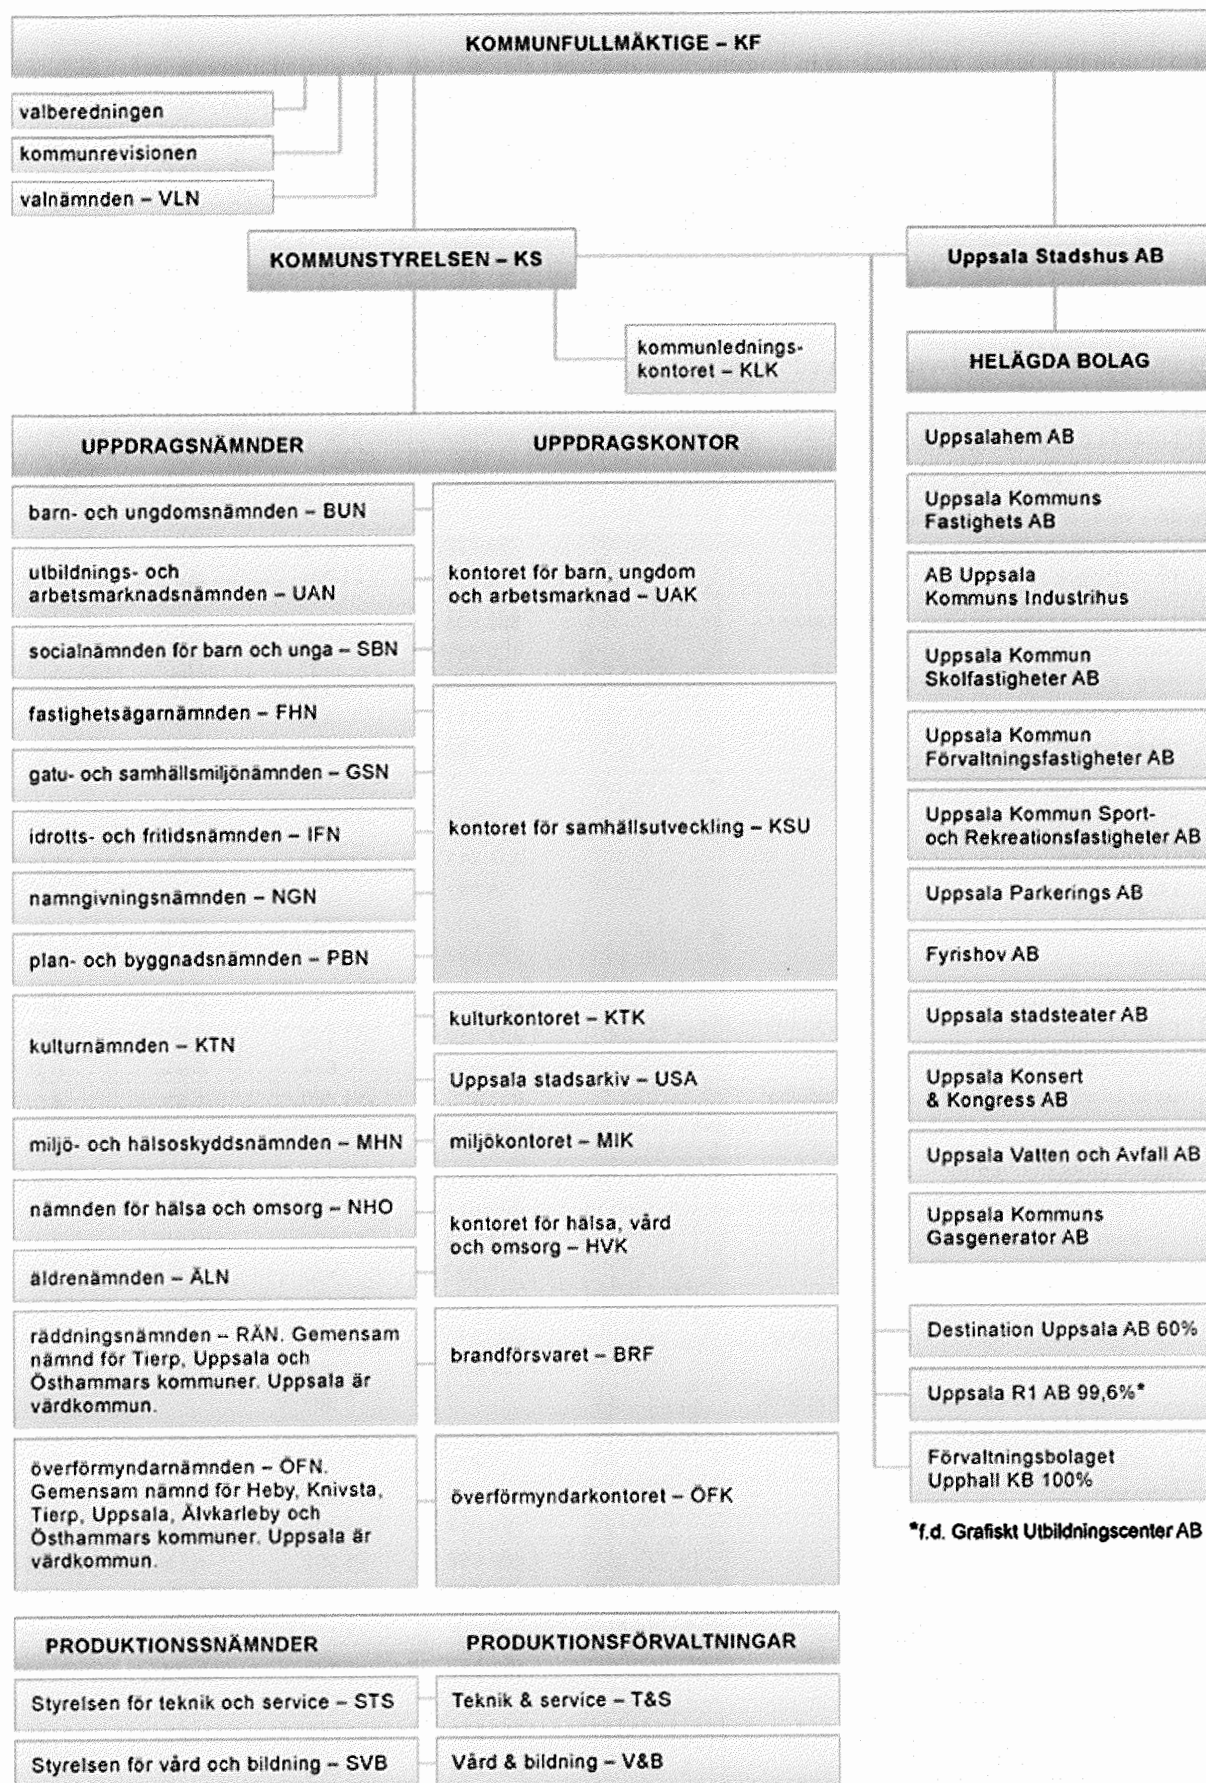 KOMMUNFULLMÄKTIGE – KF
valberedningen
kommunrevisionen
valnämnden – VLN
KOMMUNSTYRELSEN – KS
kommunlednings-
kontoret – KLK
UPPDRAGSNÄMNDER
UPPDRAGSKONTOR
barn- och ungdomsnämnden – BUN
utbildnings- och
arbetsmarknadsnämnden – UAN
socialnämnden för barn och unga – SBN
kontoret för barn, ungdom
och arbetsmarknad – UAK
fastighetsägarnämnden – FHN
gatu- och samhällsmiljönämnden – GSN
idrotts- och fritidsnämnden – IFN
namngivningsnämnden – NGN
plan- och byggnadsnämnden – PBN
kontoret för samhällsutveckling – KSU
kulturnämnden – KTN
kulturkontoret – KTK
Uppsala stadsarkiv – USA
miljö- och hälsoskyddsnämnden – MHN
miljökontoret – MIK
nämnden för hälsa och omsorg – NHO
äldrenämnden – ÄLN
kontoret för hälsa, vård
och omsorg – HVK
räddningsnämnden – RÄN. Gemensam
nämnd för Tierp, Uppsala och
Östhammars kommuner. Uppsala är
värdkommun.
brandförsvaret – BRF
överförmyndarnämnden – ÖFN.
Gemensam nämnd för Heby, Knivsta,
Tierp, Uppsala, Älvkarleby och
Östhammars kommuner. Uppsala är
värdkommun.
överförmyndarkontoret – ÖFK
PRODUKTIONSSNÄMNDER
PRODUKTIONSFÖRVALTNINGAR
Styrelsen för teknik och service – STS
Teknik & service – T&S
Styrelsen för vård och bildning – SVB
Vård & bildning – V&B
Uppsala Stadshus AB
HELÄGDA BOLAG
Uppsalahem AB
Uppsala Kommuns
Fastighets AB
AB Uppsala
Kommuns Industrihus
Uppsala Kommun
Skolfastigheter AB
Uppsala Kommun
Förvaltningsfastigheter AB
Uppsala Kommun Sport-
och Rekreationsfastigheter AB
Uppsala Parkerings AB
Fyrishov AB
Uppsala stadsteater AB
Uppsala Konsert
& Kongress AB
Uppsala Vatten och Avfall AB
Uppsala Kommuns
Gasgenerator AB
Destination Uppsala AB 60%
Uppsala R1 AB 99,6%*
Förvaltningsbolaget
Upphall KB 100%
*f.d. Grafiskt Utbildningscenter AB